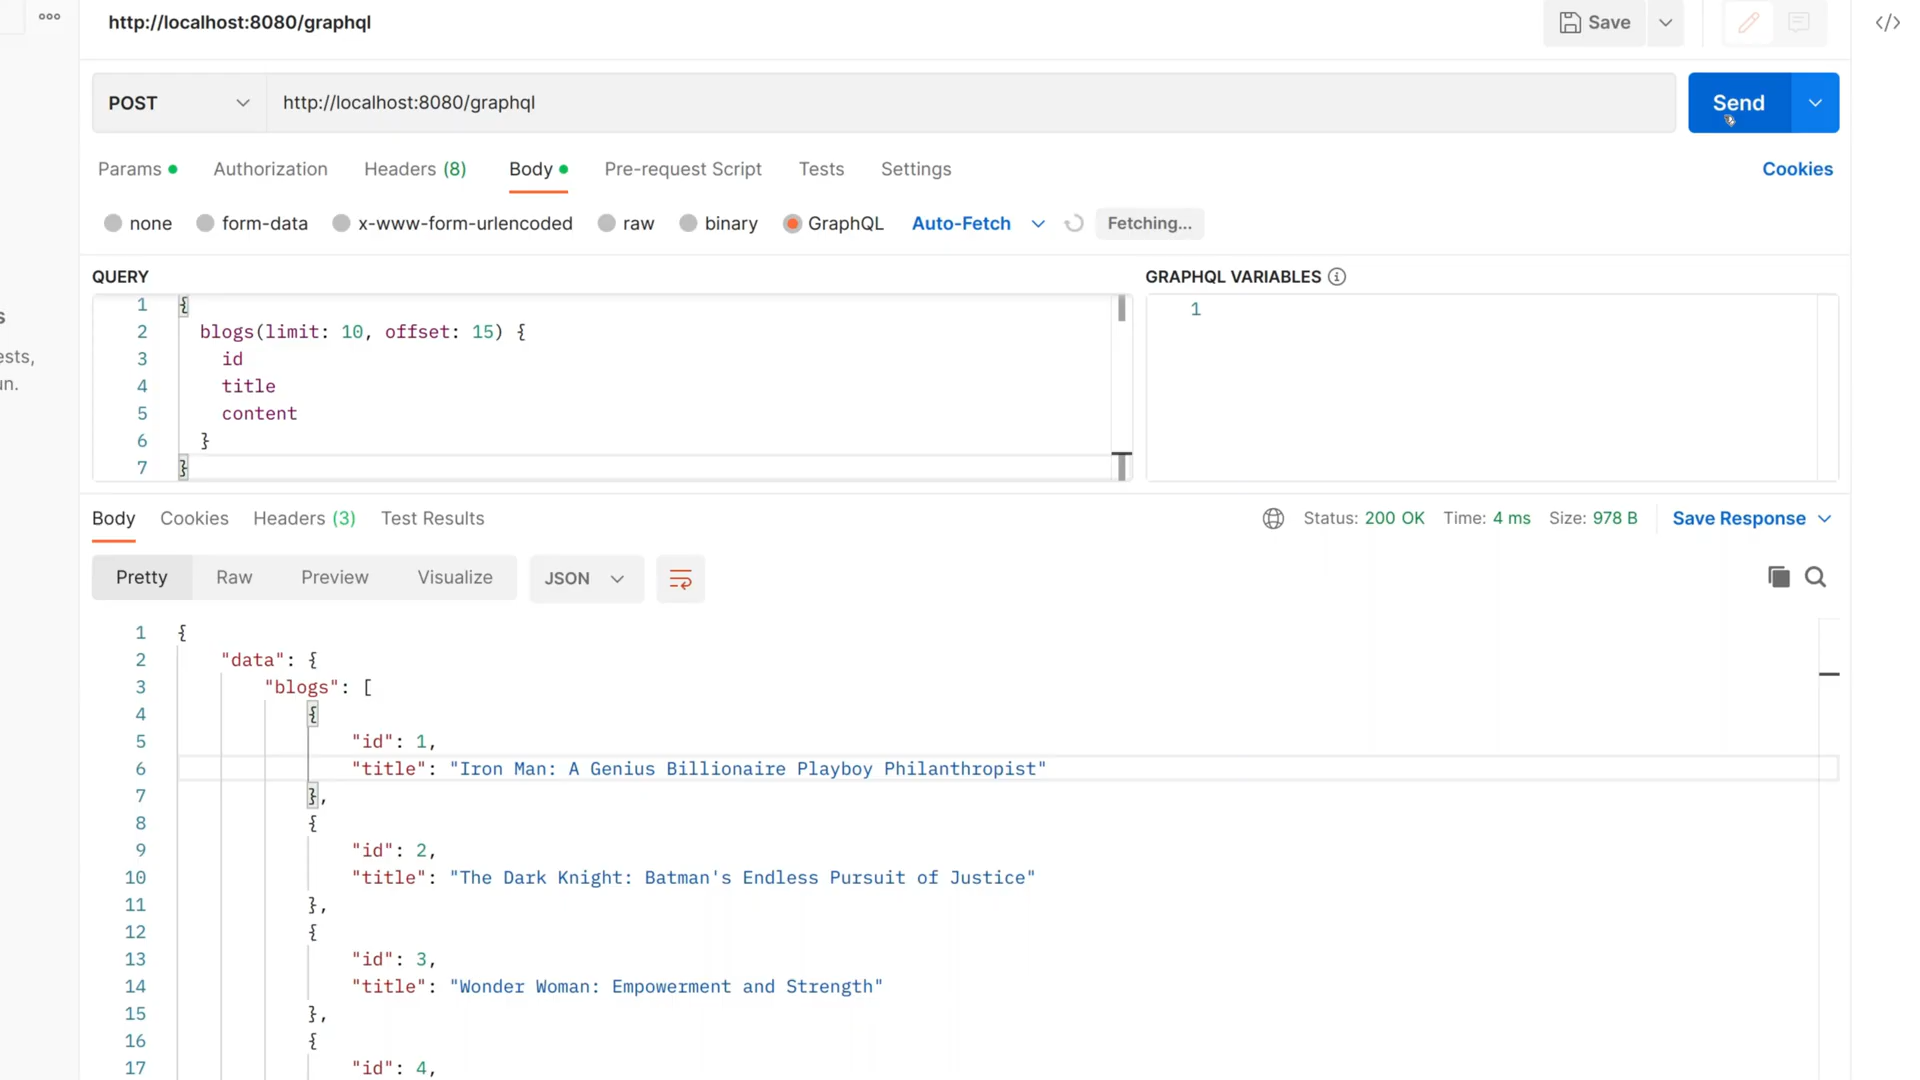 http://localhost:8080/graphql
Save
</>
POST
http://localhost:8080/graphql
Send
Params
Authorization
Headers (8)
Body
Pre-request Script
Tests
Settings
Cookies
none
form-data
x-www-form-urlencoded
raw
binary
GraphQL
Auto-Fetch
Fetching...
QUERY
1 {
2 blogs(limit: 10, offset: 15) {
3 id
4 title
5 content
6 }
7 }
GRAPHQL VARIABLES
1
s
ests,
un.
Body
Cookies
Headers (3)
Test Results
Status: 200 OK
Time: 4 ms
Size: 978 B
Save Response
Pretty
Raw
Preview
Visualize
JSON
1 {
2 "data": {
3 "blogs": [
4 {
5 "id": 1,
6 "title": "Iron Man: A Genius Billionaire Playboy Philanthropist"
7 },
8 {
9 "id": 2,
10 "title": "The Dark Knight: Batman's Endless Pursuit of Justice"
11 },
12 {
13 "id": 3,
14 "title": "Wonder Woman: Empowerment and Strength"
15 },
16 {
17 "id": 4,